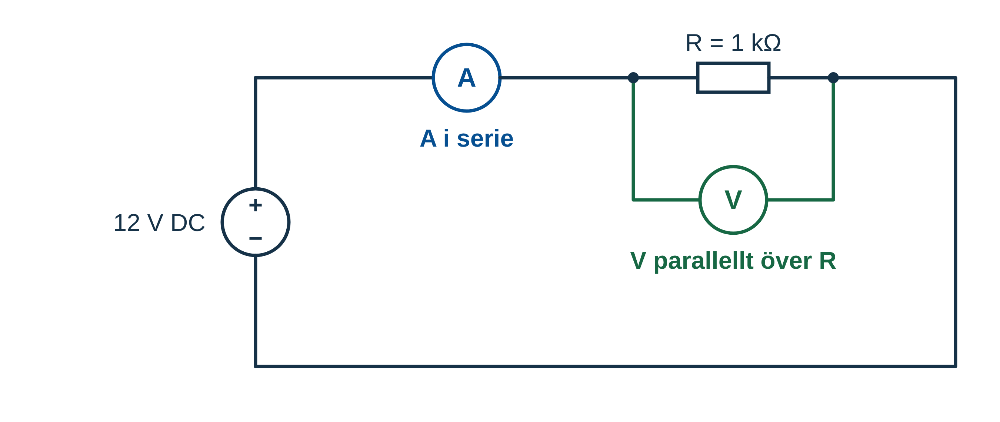 R = 1 kΩ
A
A i serie
+
12 V DC
−
V
V parallellt över R